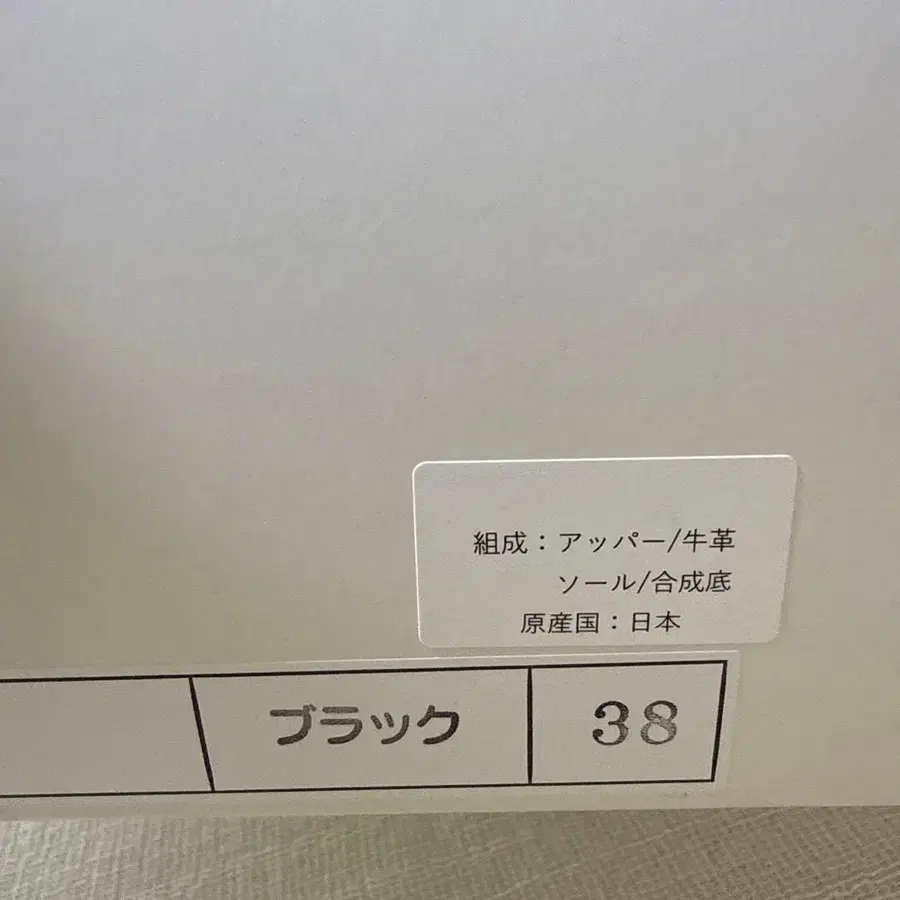 組成：アッパー/牛革
ソール/合成底
原産国：日本
ブラック 38